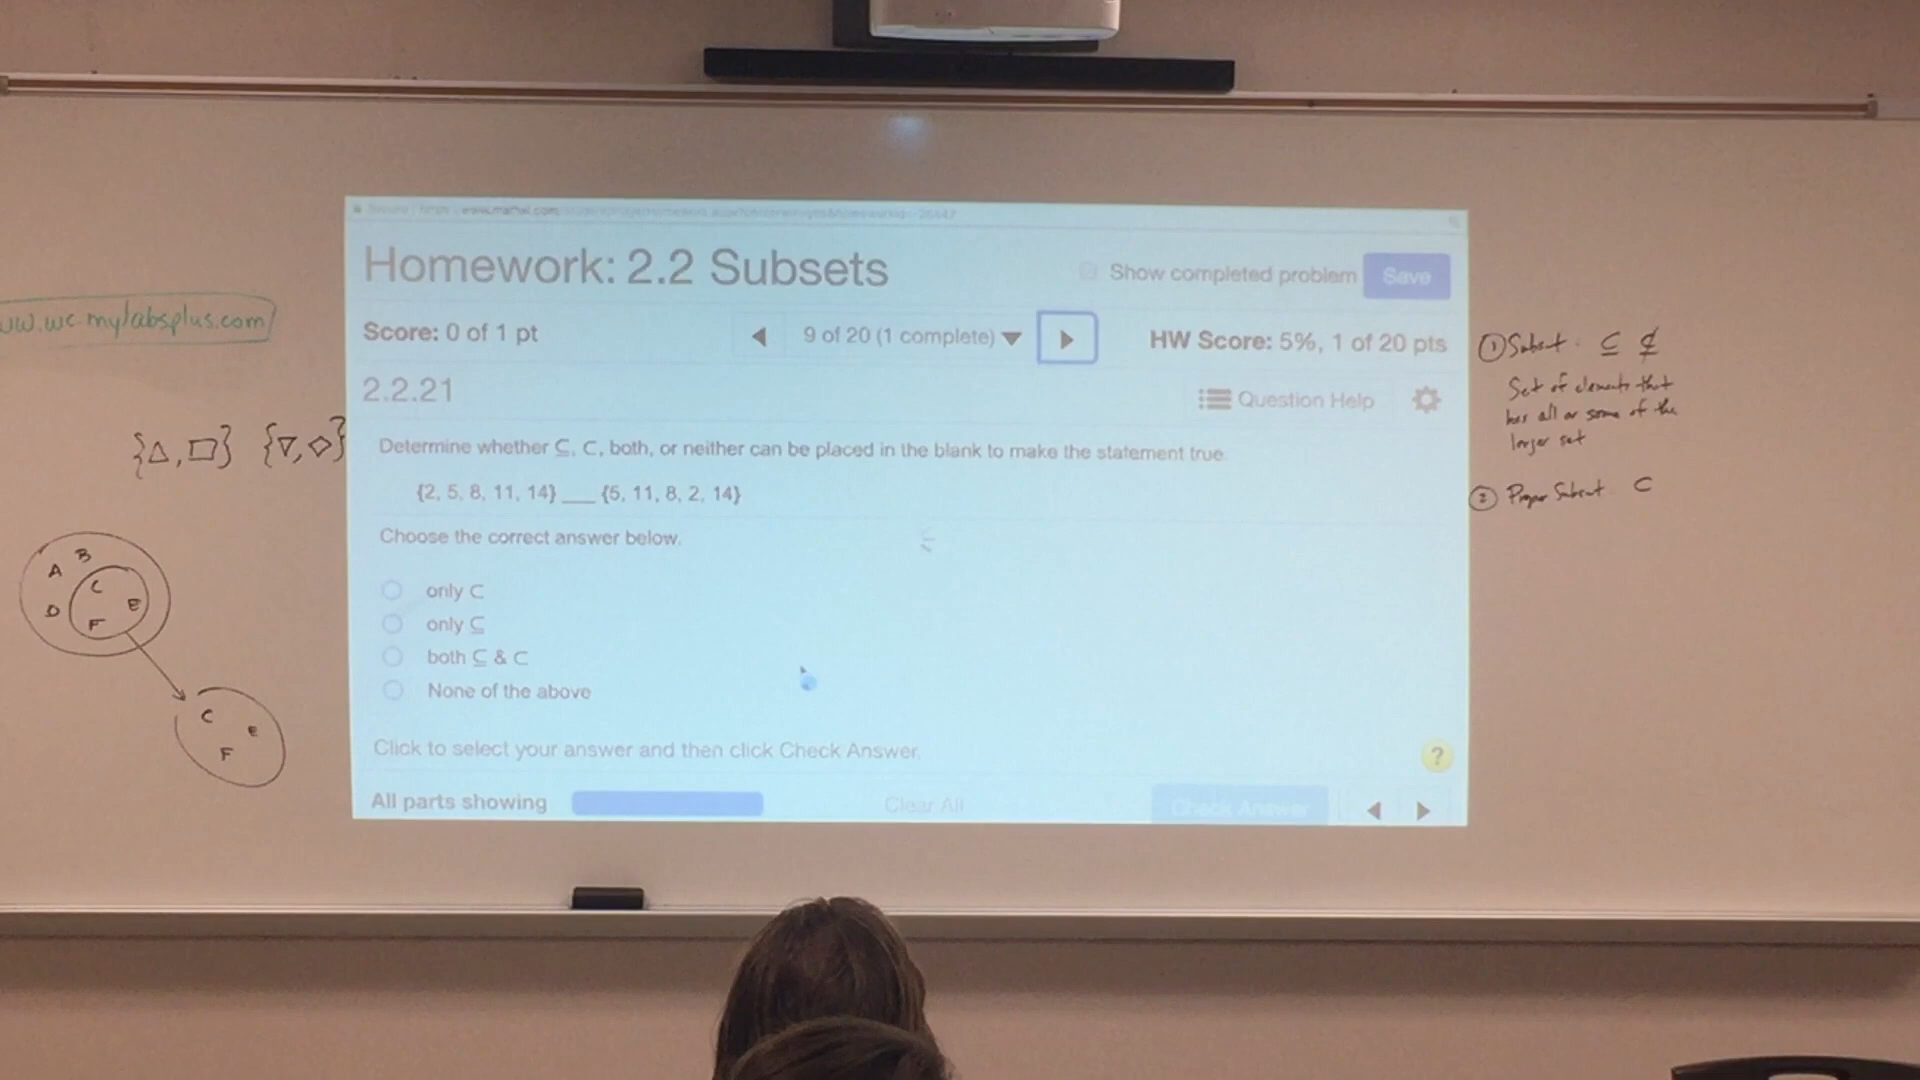 www.mathxl.com
Homework: 2.2 Subsets
Show completed problem
Save
Score: 0 of 1 pt
9 of 20 (1 complete)
HW Score: 5%, 1 of 20 pts
2.2.21
Question Help
Determine whether ⊆, ⊂, both, or neither can be placed in the blank to make the statement true.
{2, 5, 8, 11, 14} ___ {5, 11, 8, 2, 14}
Choose the correct answer below.
only ⊂
only ⊆
both ⊆ & ⊂
None of the above
Click to select your answer and then click Check Answer.
?
All parts showing
Clear All
Check Answer
ww.wc.mylabsplus.com
{△,□} {▽,◇}
A B
C
D E
F
C E
F
① Subset: ⊆ ⊈
Set of elements that
has all or some of the
larger set
② Proper Subset ⊂